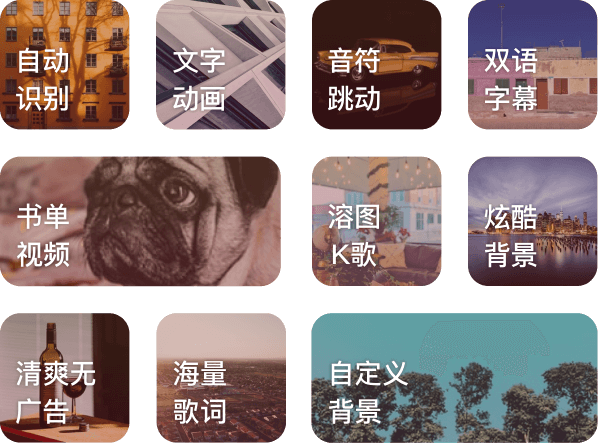 自动
识别
文字
动画
音符
跳动
双语
字幕
书单
视频
溶图
K歌
炫酷
背景
清爽无
广告
海量
歌词
自定义
背景